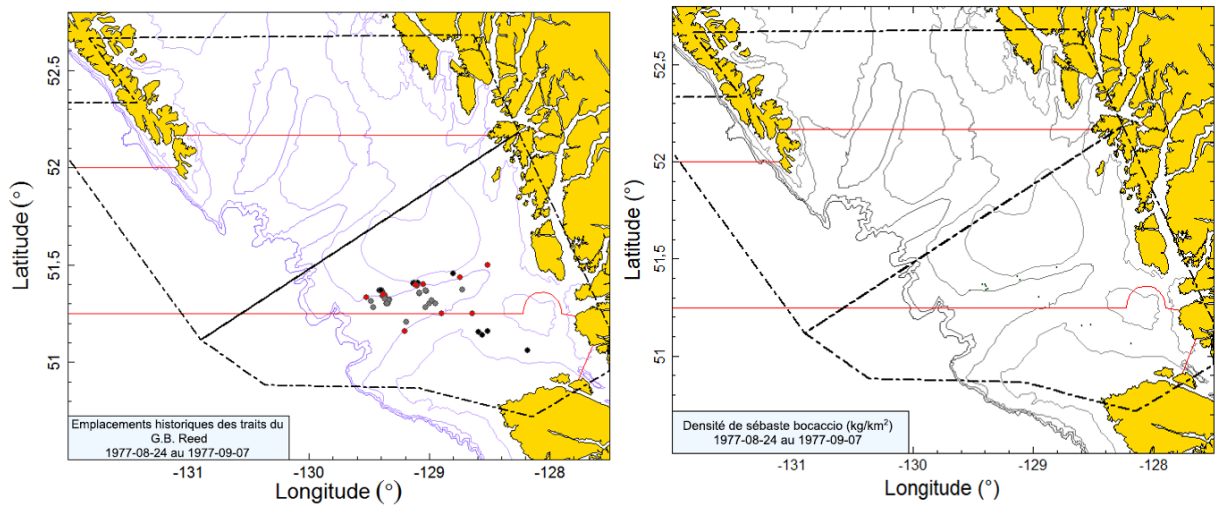 52.5
52
51.5
51
Latitude (°)
Emplacements historiques des traits du
G.B. Reed
1977-08-24 au 1977-09-07
-131
-130
-129
-128
Longitude (°)
52.5
52
51.5
51
Latitude (°)
Densité de sébaste bocaccio (kg/km²)
1977-08-24 au 1977-09-07
-131
-130
-129
-128
Longitude (°)